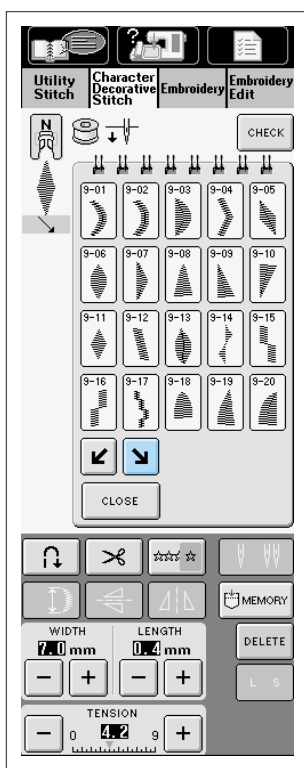 Utility Stitch
Character Decorative Stitch
Embroidery
Embroidery Edit
N
CHECK
9-01 9-02 9-03 9-04 9-05
9-06 9-07 9-08 9-09 9-10
9-11 9-12 9-13 9-14 9-15
9-16 9-17 9-18 9-19 9-20
CLOSE
MEMORY
WIDTH LENGTH
7.0 mm 0.4 mm
DELETE
− + − +
L S
TENSION
− 0 4.2 9 +